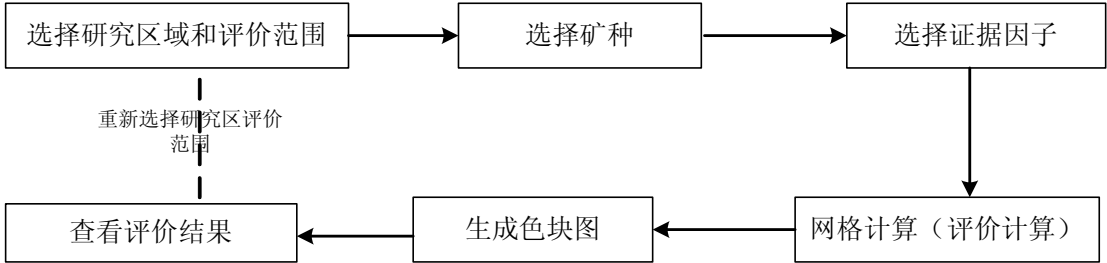 选择研究区域和评价范围
选择矿种
选择证据因子
重新选择研究区评价
范围
查看评价结果
生成色块图
网格计算（评价计算）